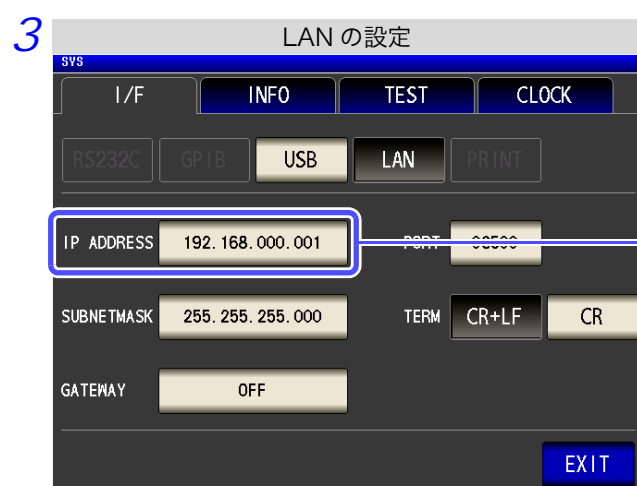 3 LAN の設定
SYS
I/F INFO TEST CLOCK
RS232C GPIB USB LAN PRINT
IP ADDRESS 192.168.000.001 PORT
SUBNETMASK 255.255.255.000 TERM CR+LF CR
GATEWAY OFF
EXIT